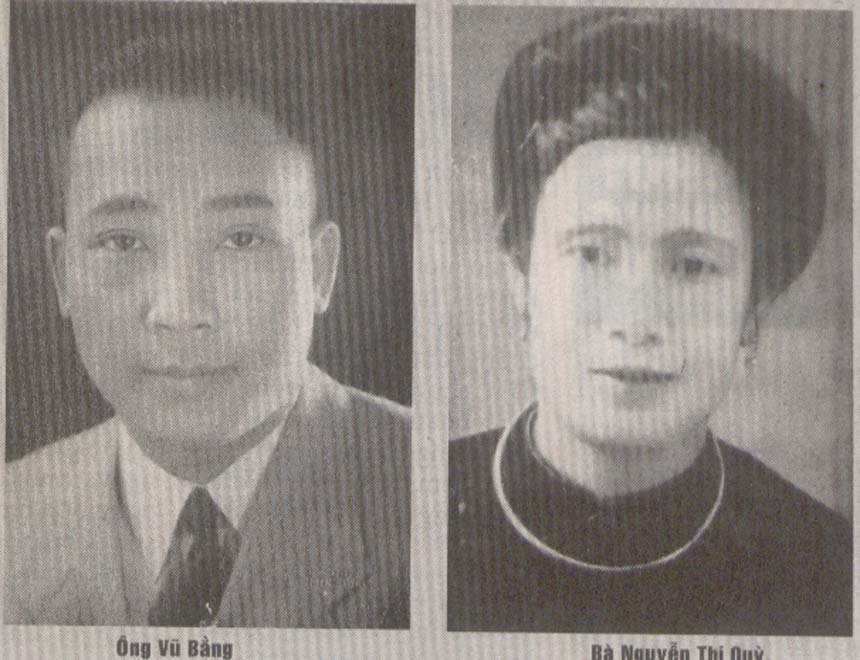 Ông Vũ Bằng
Bà Nguyễn Thị Quỳ